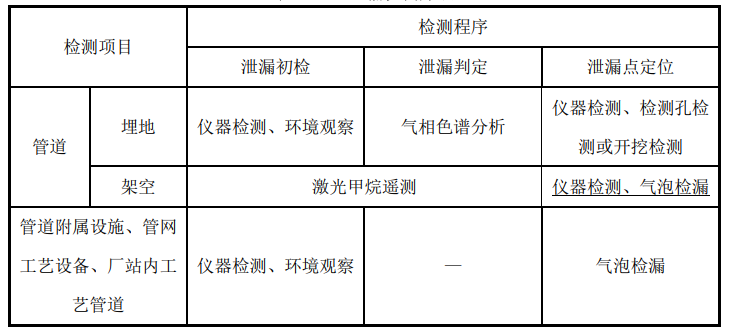 检测项目
检测程序
泄漏初检
泄漏判定
泄漏点定位
管道
埋地
仪器检测、环境观察
气相色谱分析
仪器检测、检测孔检
测或开挖检测
架空
激光甲烷遥测
仪器检测、气泡检漏
管道附属设施、管网
工艺设备、厂站内工
艺管道
仪器检测、环境观察
—
气泡检漏